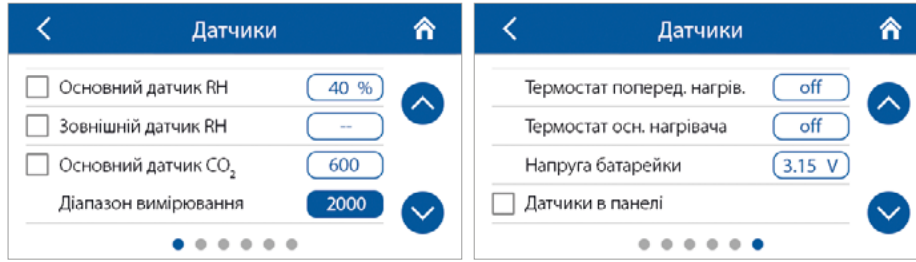 Датчики
Основний датчик RH 40 %
Зовнішній датчик RH --
Основний датчик CO₂ 600
Діапазон вимірювання 2000
Датчики
Термостат поперед. нагрів. off
Термостат осн. нагрівача off
Напруга батарейки 3.15 V
Датчики в панелі